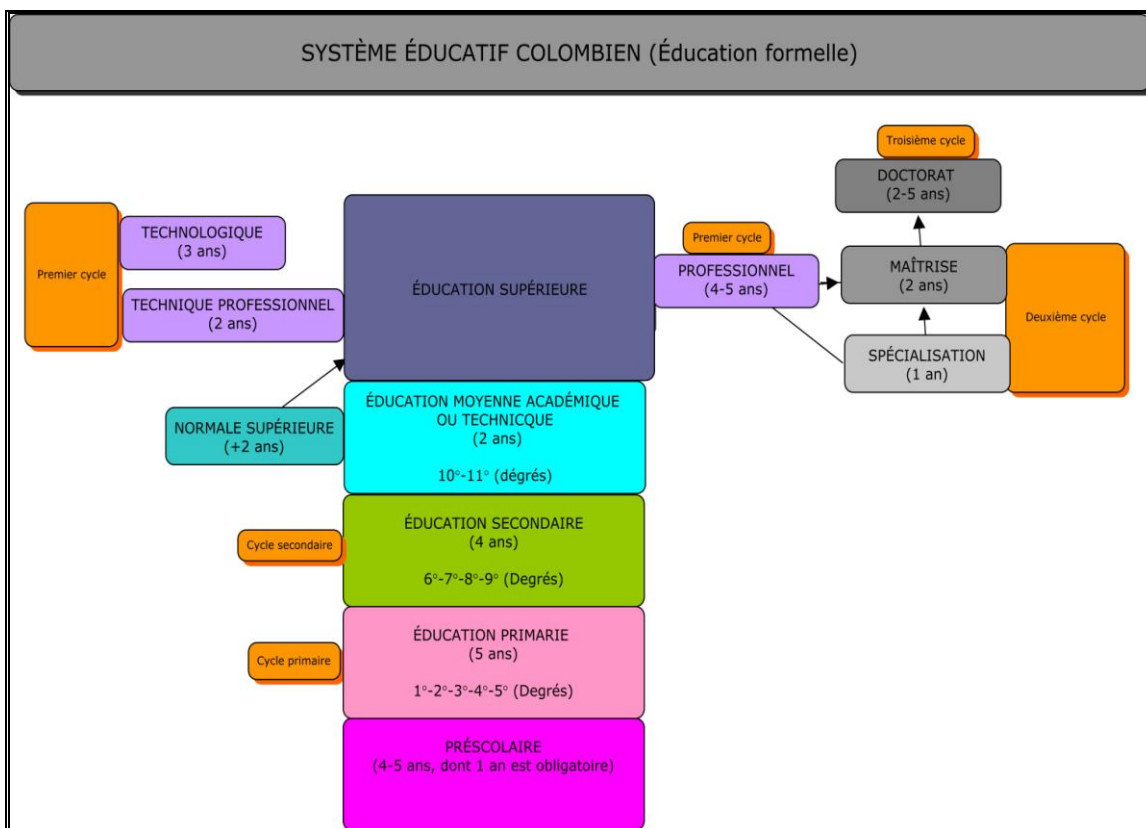 SYSTÈME ÉDUCATIF COLOMBIEN (Éducation formelle)
Troisième cycle
DOCTORAT
(2-5 ans)
Premier cycle
TECHNOLOGIQUE
(3 ans)
TECHNIQUE PROFESSIONNEL
(2 ans)
ÉDUCATION SUPÉRIEURE
Premier cycle
PROFESSIONNEL
(4-5 ans)
MAÎTRISE
(2 ans)
Deuxième cycle
SPÉCIALISATION
(1 an)
NORMALE SUPÉRIEURE
(+2 ans)
ÉDUCATION MOYENNE ACADÉMIQUE
OU TECHNICQUE
(2 ans)
10°-11° (dégrés)
Cycle secondaire
ÉDUCATION SECONDAIRE
(4 ans)
6°-7°-8°-9° (Degrés)
Cycle primaire
ÉDUCATION PRIMARIE
(5 ans)
1°-2°-3°-4°-5° (Degrés)
PRÉSCOLAIRE
(4-5 ans, dont 1 an est obligatoire)